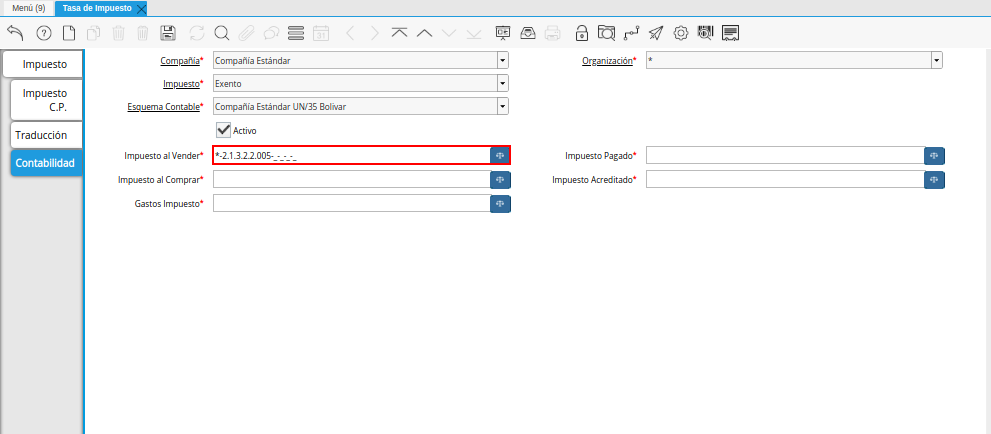 Menú (9) Tasa de Impuesto
Impuesto
Impuesto
C.P.
Traducción
Contabilidad
Compañía* Compañía Estándar Organización* *
Impuesto* Exento
Esquema Contable* Compañía Estándar UN/35 Bolivar
Activo
Impuesto al Vender* *-2.1.3.2.2.005-_-_-_-_ Impuesto Pagado*
Impuesto al Comprar* Impuesto Acreditado*
Gastos Impuesto*